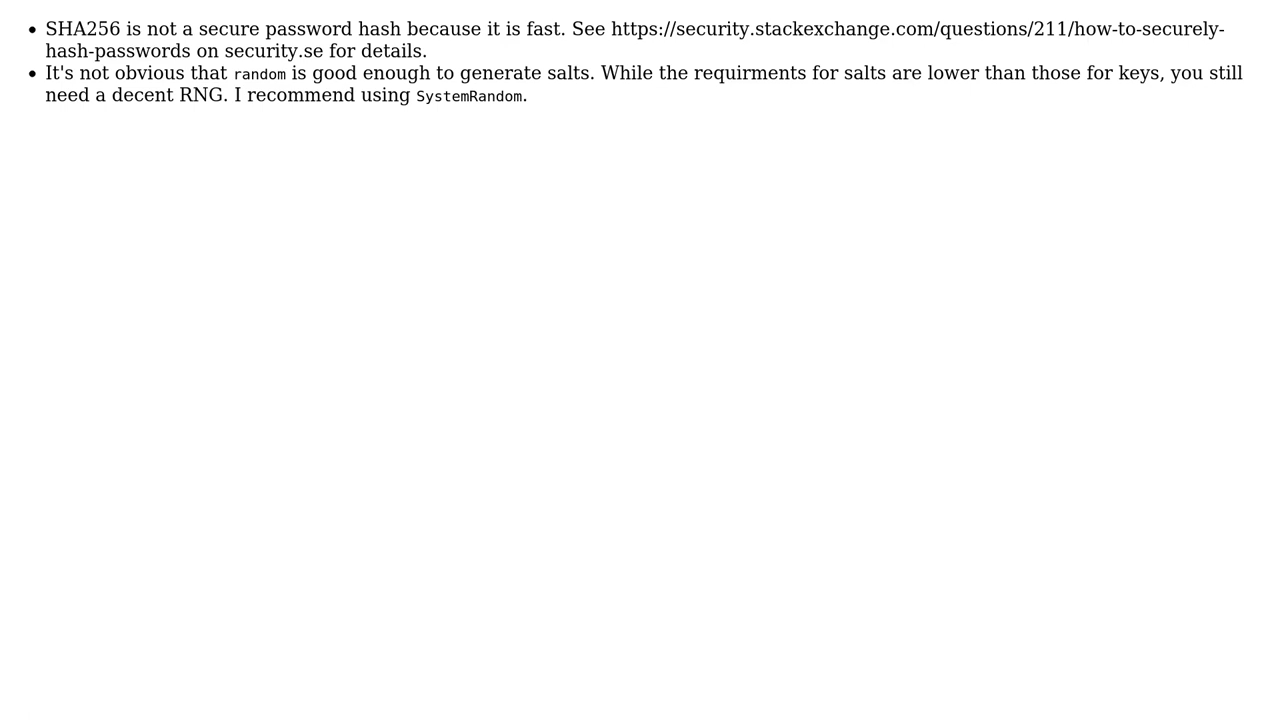 SHA256 is not a secure password hash because it is fast. See https://security.stackexchange.com/questions/211/how-to-securely-
hash-passwords on security.se for details.
It's not obvious that random is good enough to generate salts. While the requirments for salts are lower than those for keys, you still
need a decent RNG. I recommend using SystemRandom.